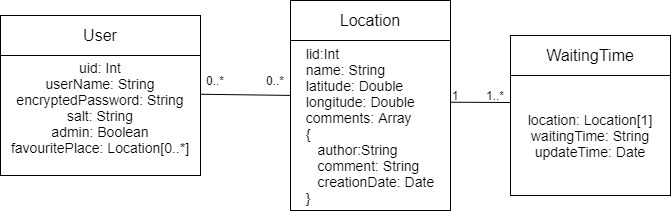 User
uid: Int
userName: String
encryptedPassword: String
salt: String
admin: Boolean
favouritePlace: Location[0..*]
0..*
0..*
Location
lid:Int
name: String
latitude: Double
longitude: Double
comments: Array
{
author:String
comment: String
creationDate: Date
}
1
1..*
WaitingTime
location: Location[1]
waitingTime: String
updateTime: Date